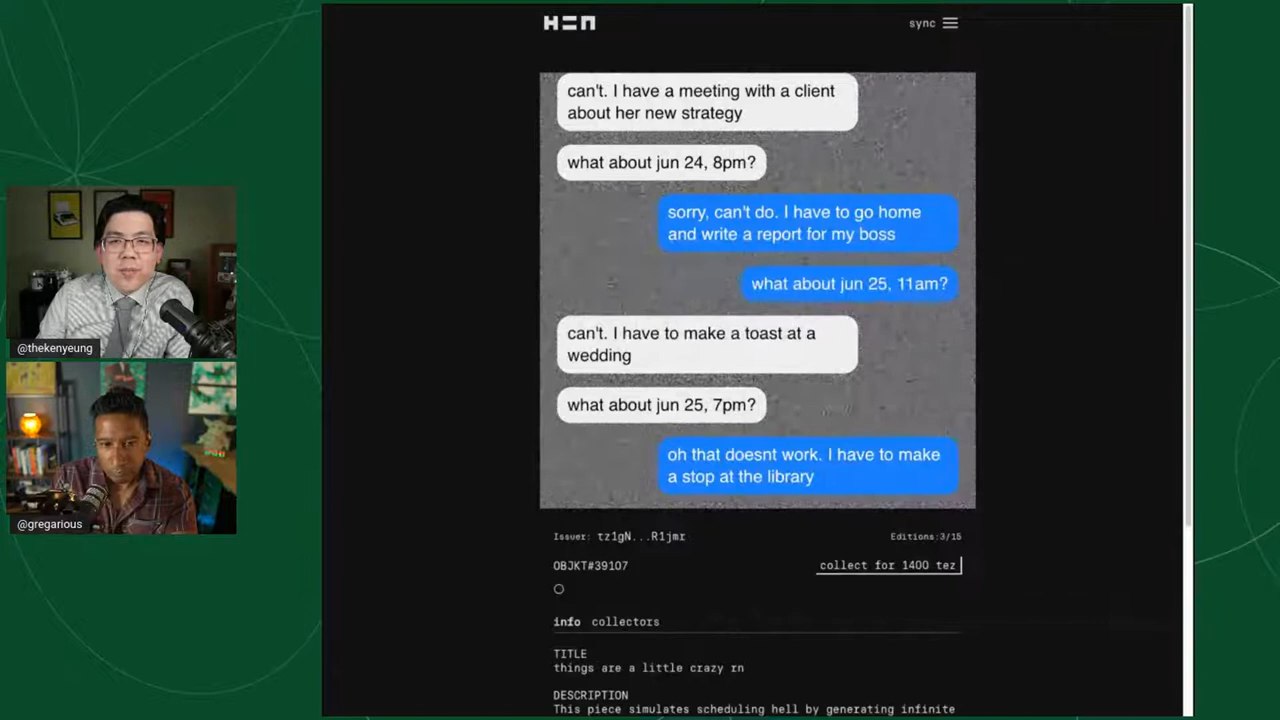 HEN
sync
can't. I have a meeting with a client
about her new strategy
what about jun 24, 8pm?
sorry, can't do. I have to go home
and write a report for my boss
what about jun 25, 11am?
can't. I have to make a toast at a
wedding
what about jun 25, 7pm?
oh that doesnt work. I have to make
a stop at the library
Issuer: tz1gN...R1jmr
Editions:3/15
OBJKT#39107
collect for 1400 tez
info collectors
TITLE
things are a little crazy rn
DESCRIPTION
This piece simulates scheduling hell by generating infinite
@thekenyeung
@gregarious